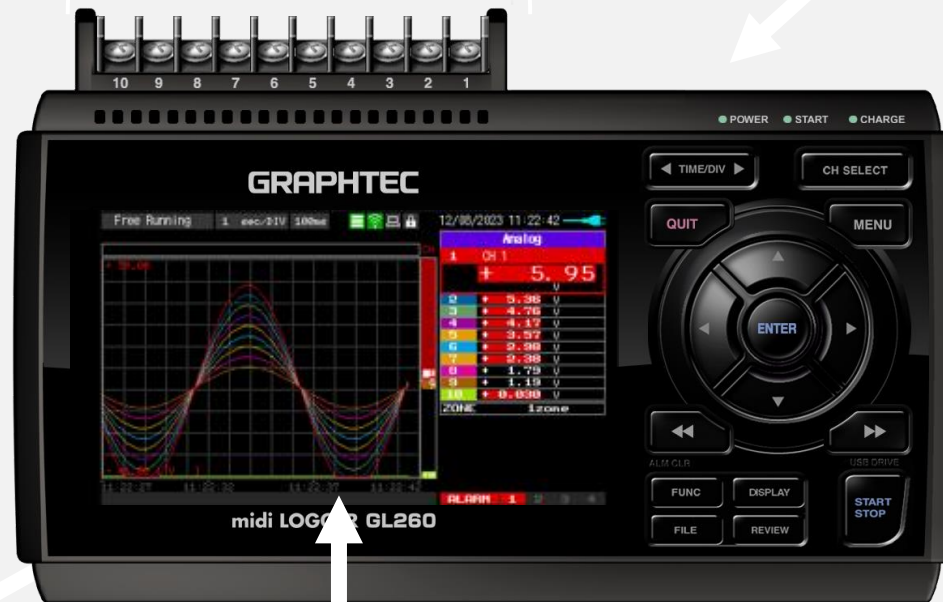 10 9 8 7 6 5 4 3 2 1
POWER START CHARGE
GRAPHTEC
TIME/DIV
CH SELECT
QUIT
MENU
ENTER
ALM CLR
USB DRIVE
FUNC
DISPLAY
START
STOP
FILE
REVIEW
Free Running 1 sec/DIV 100ms
12/08/2023 11:22:42
Analog
1 CH 1
+ 5.95
V
2 + 5.36 V
3 + 4.76 V
4 + 4.17 V
5 + 3.57 V
6 + 2.98 V
7 + 2.38 V
8 + 1.79 V
9 + 1.19 V
10 + 0.030 V
ZONE 1zone
11:22:27 11:22:32 11:22:37 11:22:42
ALARM 1 2 3 4
midi LOGGER GL260